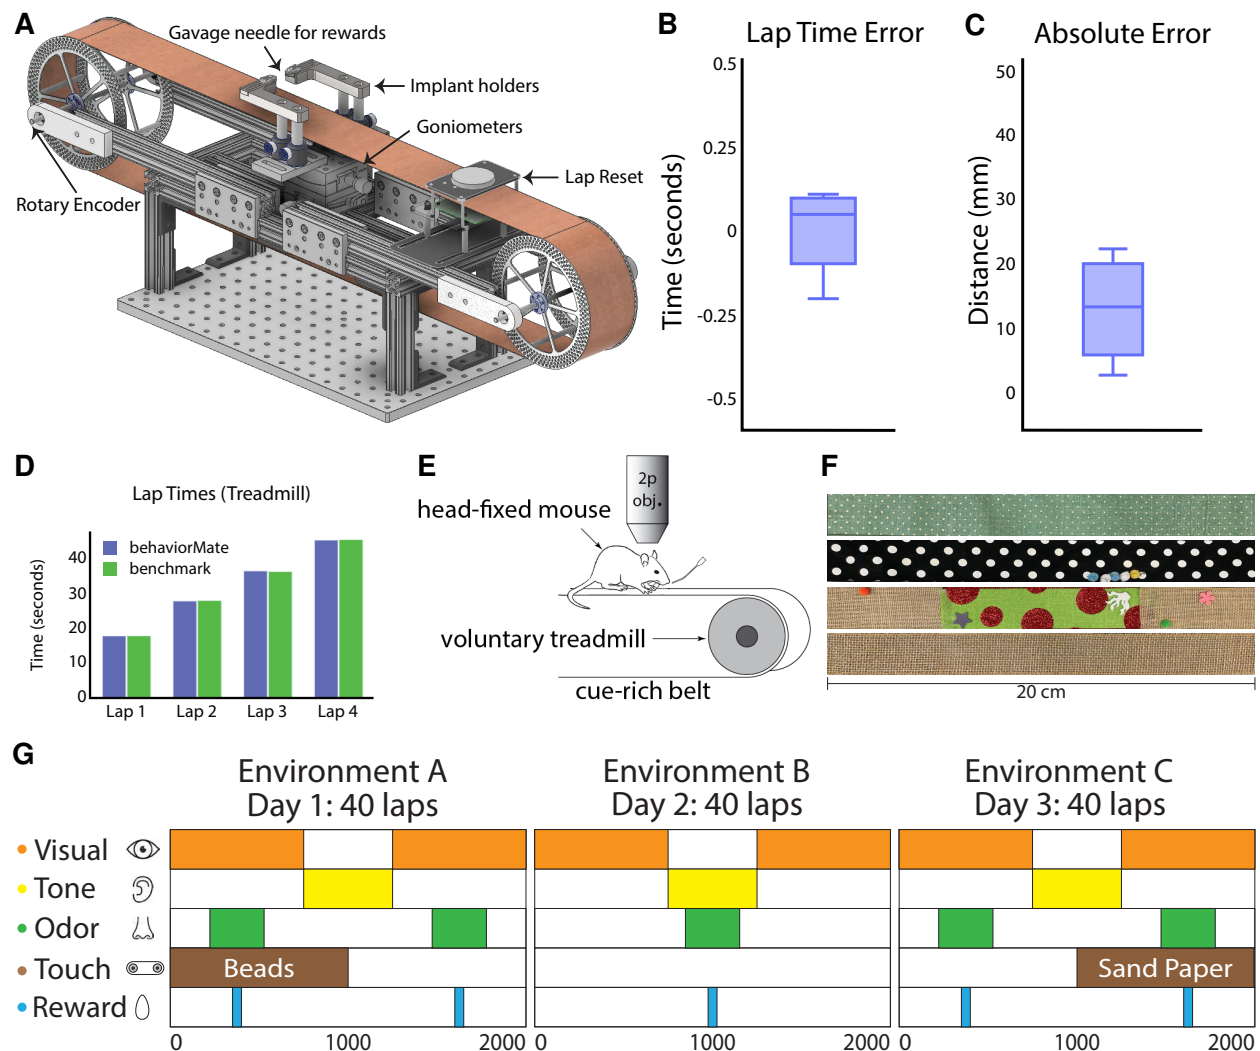 A
Gavage needle for rewards
Implant holders
Goniometers
Lap Reset
Rotary Encoder
B
Lap Time Error
Time (seconds)
0.5
0.25
0
-0.25
-0.5
C
Absolute Error
Distance (mm)
50
40
30
20
10
0
D
Lap Times (Treadmill)
Time (seconds)
behaviorMate
benchmark
40
30
20
10
0
Lap 1 Lap 2 Lap 3 Lap 4
E
2p
obj.
head-fixed mouse
voluntary treadmill
cue-rich belt
F
20 cm
G
Environment A
Day 1: 40 laps
Environment B
Day 2: 40 laps
Environment C
Day 3: 40 laps
Visual
Tone
Odor
Touch
Reward
Beads
Sand Paper
0 1000 2000
0 1000 2000
0 1000 2000